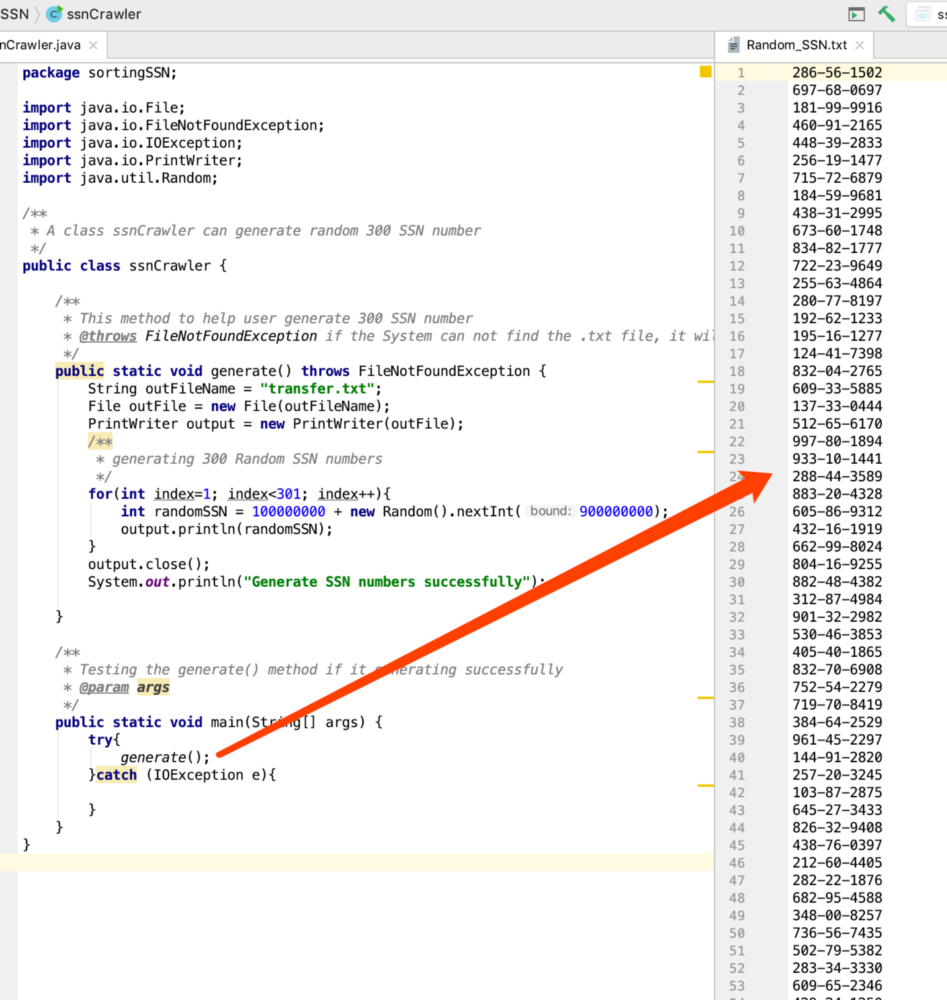 SSN
ssnCrawler
nCrawler.java
package sortingSSN;
import java.io.File;
import java.io.FileNotFoundException;
import java.io.IOException;
import java.io.PrintWriter;
import java.util.Random;
/**
* A class ssnCrawler can generate random 300 SSN number
*/
public class ssnCrawler {
/**
* This method to help user generate 300 SSN number
* @throws FileNotFoundException if the System can not find the .txt file, it
*/
public static void generate() throws FileNotFoundException {
String outFileName = "transfer.txt";
File outFile = new File(outFileName);
PrintWriter output = new PrintWriter(outFile);
/**
* generating 300 Random SSN numbers
*/
for(int index=1; index<301; index++){
int randomSSN = 100000000 + new Random().nextInt( bound: 900000000);
output.println(randomSSN);
}
output.close();
System.out.println("Generate SSN numbers successfully");
}
/**
* Testing the generate() method if it generating successfully
* @param args
*/
public static void main(String[] args) {
try{
generate();
}catch (IOException e){
}
}
}
Random_SSN.txt
1 286-56-1502
2 697-68-0697
3 181-99-9916
4 460-91-2165
5 448-39-2833
6 256-19-1477
7 715-72-6879
8 184-59-9681
9 438-31-2995
10 673-60-1748
11 834-82-1777
12 722-23-9649
13 255-63-4864
14 280-77-8197
15 192-62-1233
16 195-16-1277
17 124-41-7398
18 832-04-2765
19 609-33-5885
20 137-33-0444
21 512-65-6170
22 997-80-1894
23 933-10-1441
24 288-44-3589
883-20-4328
26 605-86-9312
27 432-16-1919
28 662-99-8024
29 804-16-9255
30 882-48-4382
31 312-87-4984
32 901-32-2982
33 530-46-3853
34 405-40-1865
35 832-70-6908
36 752-54-2279
37 719-70-8419
38 384-64-2529
39 961-45-2297
40 144-91-2820
41 257-20-3245
42 103-87-2875
43 645-27-3433
44 826-32-9408
45 438-76-0397
46 212-60-4405
47 282-22-1876
48 682-95-4588
49 348-00-8257
50 736-56-7435
51 502-79-5382
52 283-34-3330
53 609-65-2346